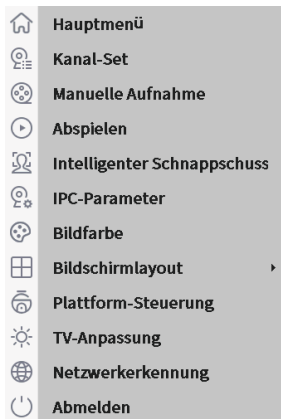 Hauptmenü
Kanal-Set
Manuelle Aufnahme
Abspielen
Intelligenter Schnappschuss
IPC-Parameter
Bildfarbe
Bildschirmlayout
Plattform-Steuerung
TV-Anpassung
Netzwerkerkennung
Abmelden